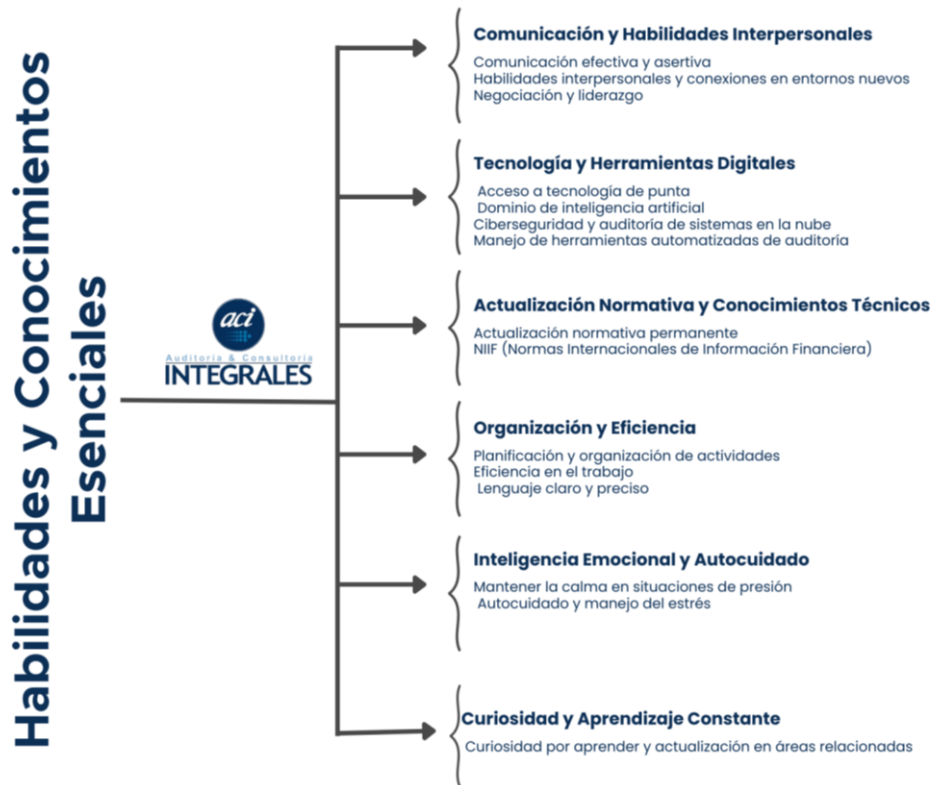 Habilidades y Conocimientos
Esenciales
aci
Auditoría & Consultoría
INTEGRALES
Comunicación y Habilidades Interpersonales
Comunicación efectiva y asertiva
Habilidades interpersonales y conexiones en entornos nuevos
Negociación y liderazgo
Tecnología y Herramientas Digitales
Acceso a tecnología de punta
Dominio de inteligencia artificial
Ciberseguridad y auditoría de sistemas en la nube
Manejo de herramientas automatizadas de auditoría
Actualización Normativa y Conocimientos Técnicos
Actualización normativa permanente
NIIF (Normas Internacionales de Información Financiera)
Organización y Eficiencia
Planificación y organización de actividades
Eficiencia en el trabajo
Lenguaje claro y preciso
Inteligencia Emocional y Autocuidado
Mantener la calma en situaciones de presión
Autocuidado y manejo del estrés
Curiosidad y Aprendizaje Constante
Curiosidad por aprender y actualización en áreas relacionadas